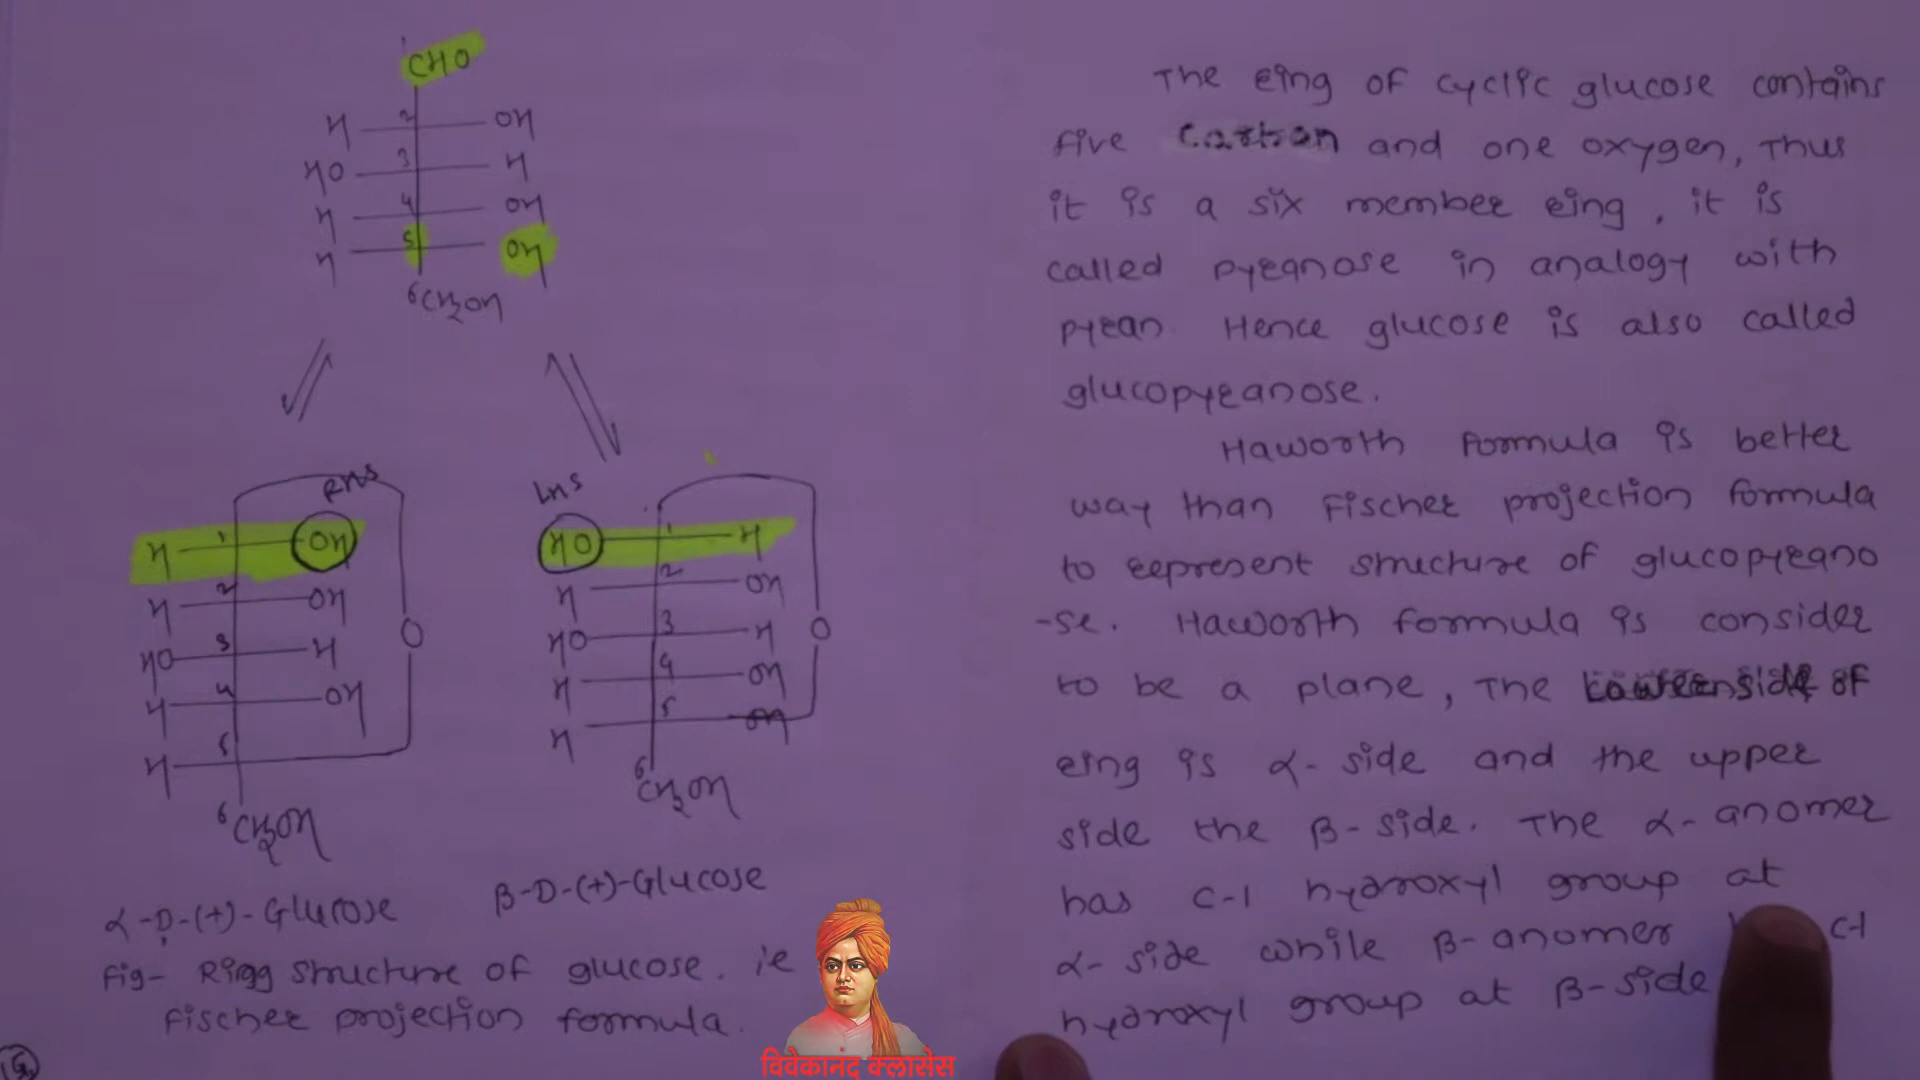 CHO
H 2 OH
HO 3 H
H 4 OH
H 5 OH
6CH2OH
RHS
H 1 OH
H 2 OH
HO 3 H
H 4 OH
H 5
O
6CH2OH
α-D-(+)-Glucose
LHS
HO 1 H
H 2 OH
HO 3 H
H 4 OH
H 5 OH
O
6CH2OH
β-D-(+)-Glucose
Fig- Ring structure of glucose. ie
Fischer projection formula.
विवेकानंद क्लासेस
The ring of cyclic glucose contains
five carbon and one oxygen, Thus
it is a six member ring, it is
called pyranose in analogy with
pyran. Hence glucose is also called
glucopyranose.
Haworth formula is better
way than Fischer projection formula
to represent structure of glucopyrano
-se. Haworth formula is consider
to be a plane, The Lower side of
ring is α-side and the upper
side the β-side. The α-anomer
has C-1 hydroxyl group at
α-side while β-anomer C-1
hydroxyl group at β-side